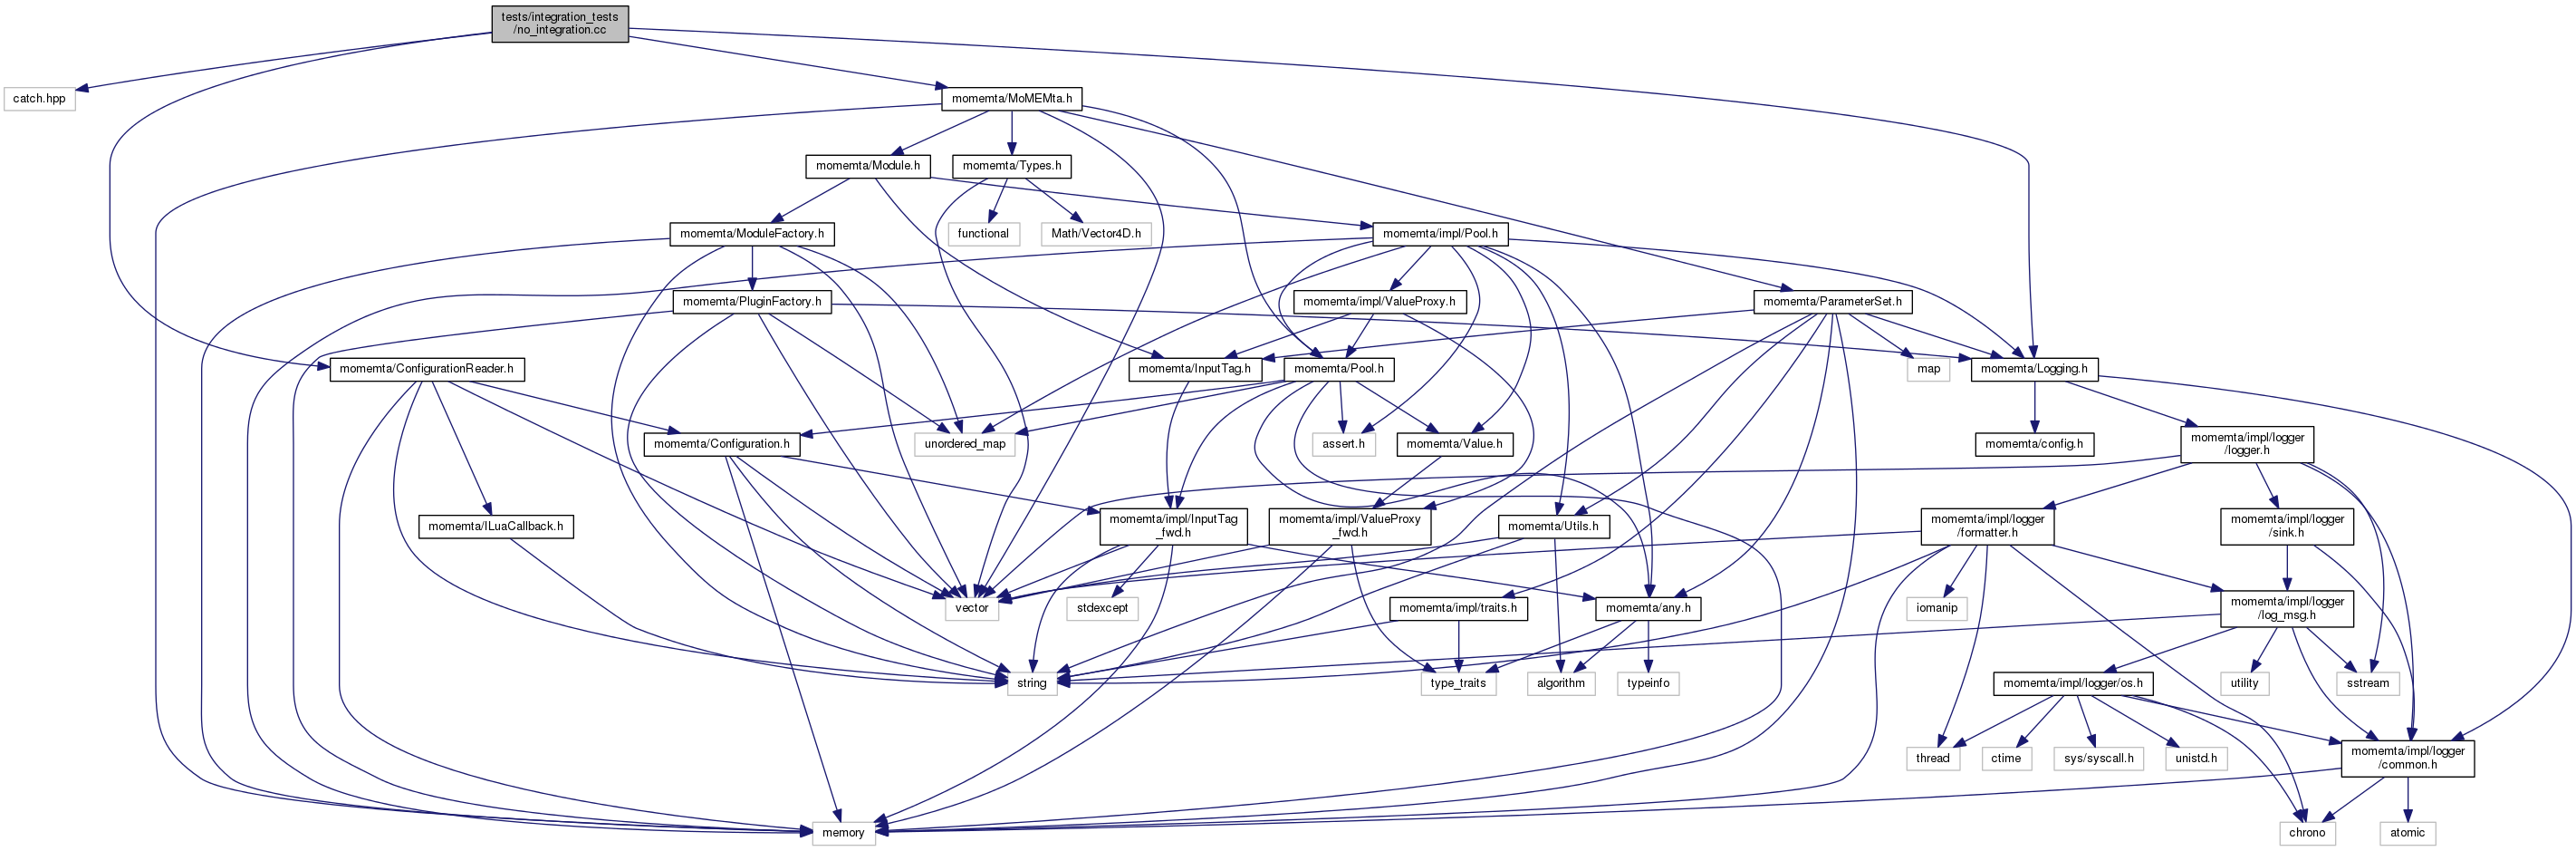 tests/integration_tests
/no_integration.cc
catch.hpp
momemta/MoMEMta.h
momemta/Module.h
momemta/Types.h
momemta/ModuleFactory.h
functional
Math/Vector4D.h
momemta/impl/Pool.h
momemta/PluginFactory.h
momemta/impl/ValueProxy.h
momemta/ParameterSet.h
momemta/ConfigurationReader.h
momemta/InputTag.h
momemta/Pool.h
map
momemta/Logging.h
momemta/Configuration.h
unordered_map
assert.h
momemta/Value.h
momemta/config.h
momemta/impl/logger
/logger.h
momemta/ILuaCallback.h
momemta/impl/InputTag
_fwd.h
momemta/impl/ValueProxy
_fwd.h
momemta/Utils.h
momemta/impl/logger
/formatter.h
momemta/impl/logger
/sink.h
vector
stdexcept
momemta/impl/traits.h
momemta/any.h
iomanip
momemta/impl/logger
/log_msg.h
string
type_traits
algorithm
typeinfo
momemta/impl/logger/os.h
utility
sstream
thread
ctime
sys/syscall.h
unistd.h
momemta/impl/logger
/common.h
memory
chrono
atomic